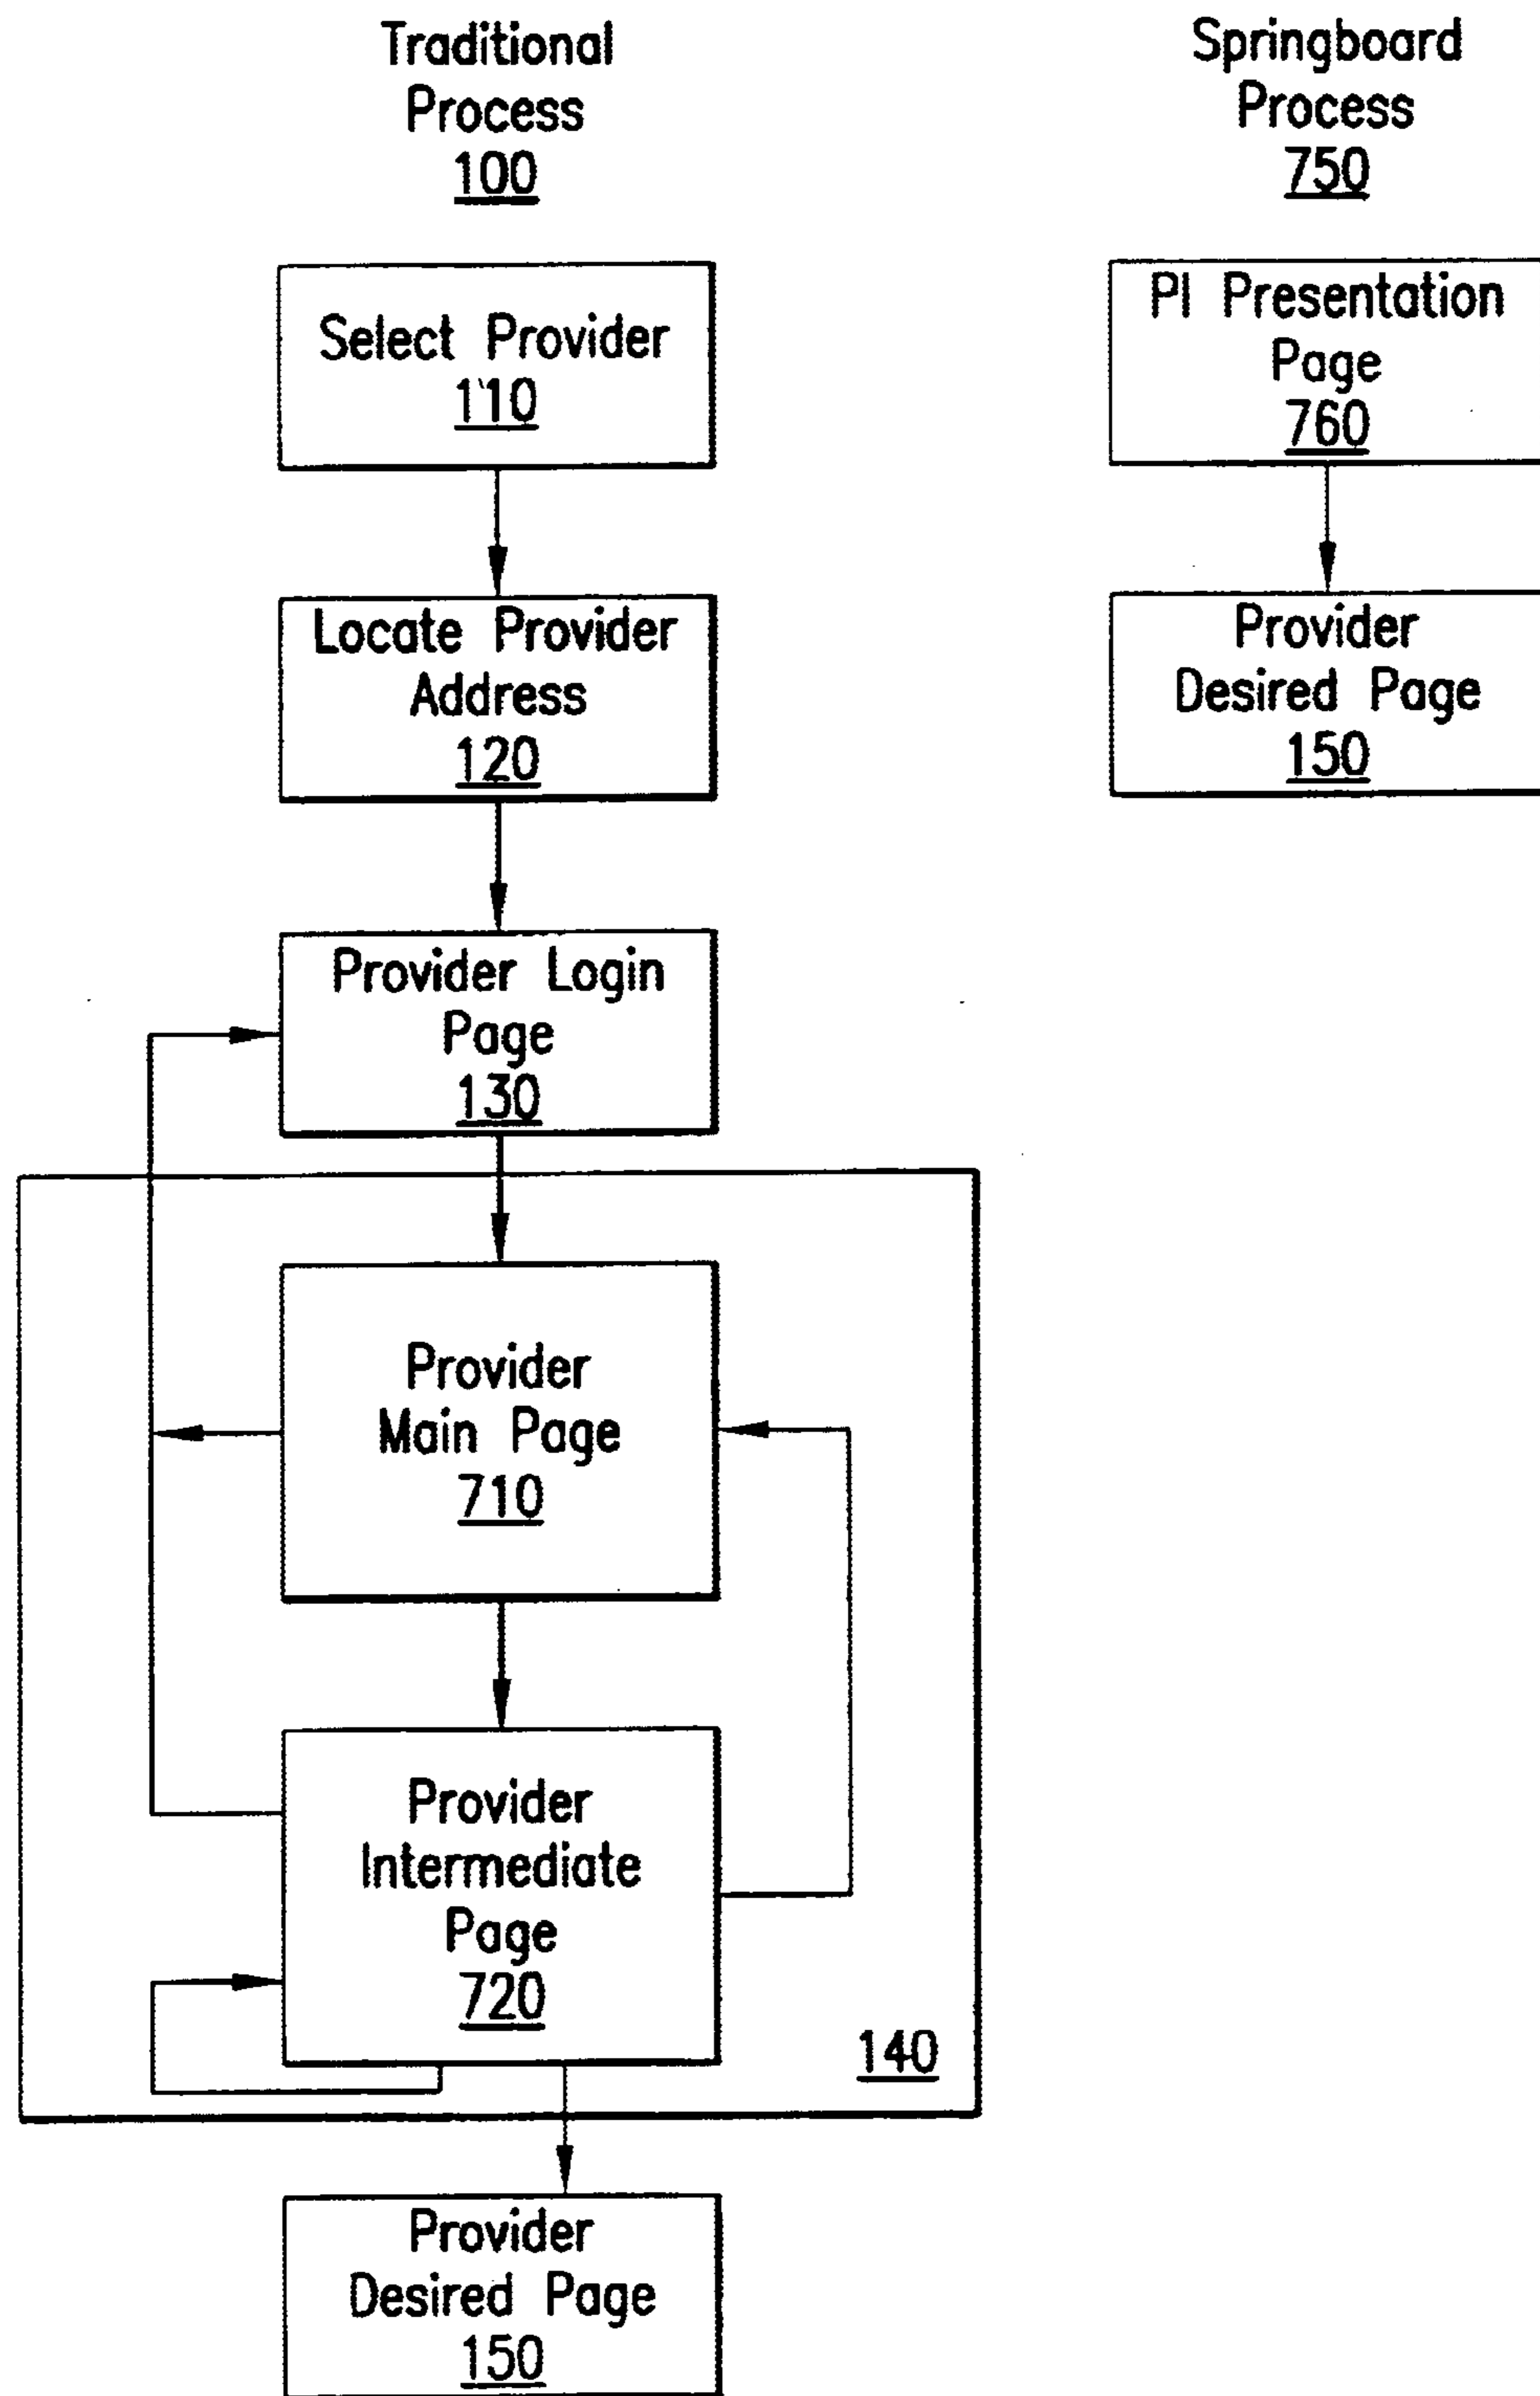 Traditional
Process
100
Select Provider
110
Locate Provider
Address
120
Provider Login
Page
130
Provider
Main Page
710
Provider
Intermediate
Page
720
140
Provider
Desired Page
150
Springboard
Process
750
PI Presentation
Page
760
Provider
Desired Page
150